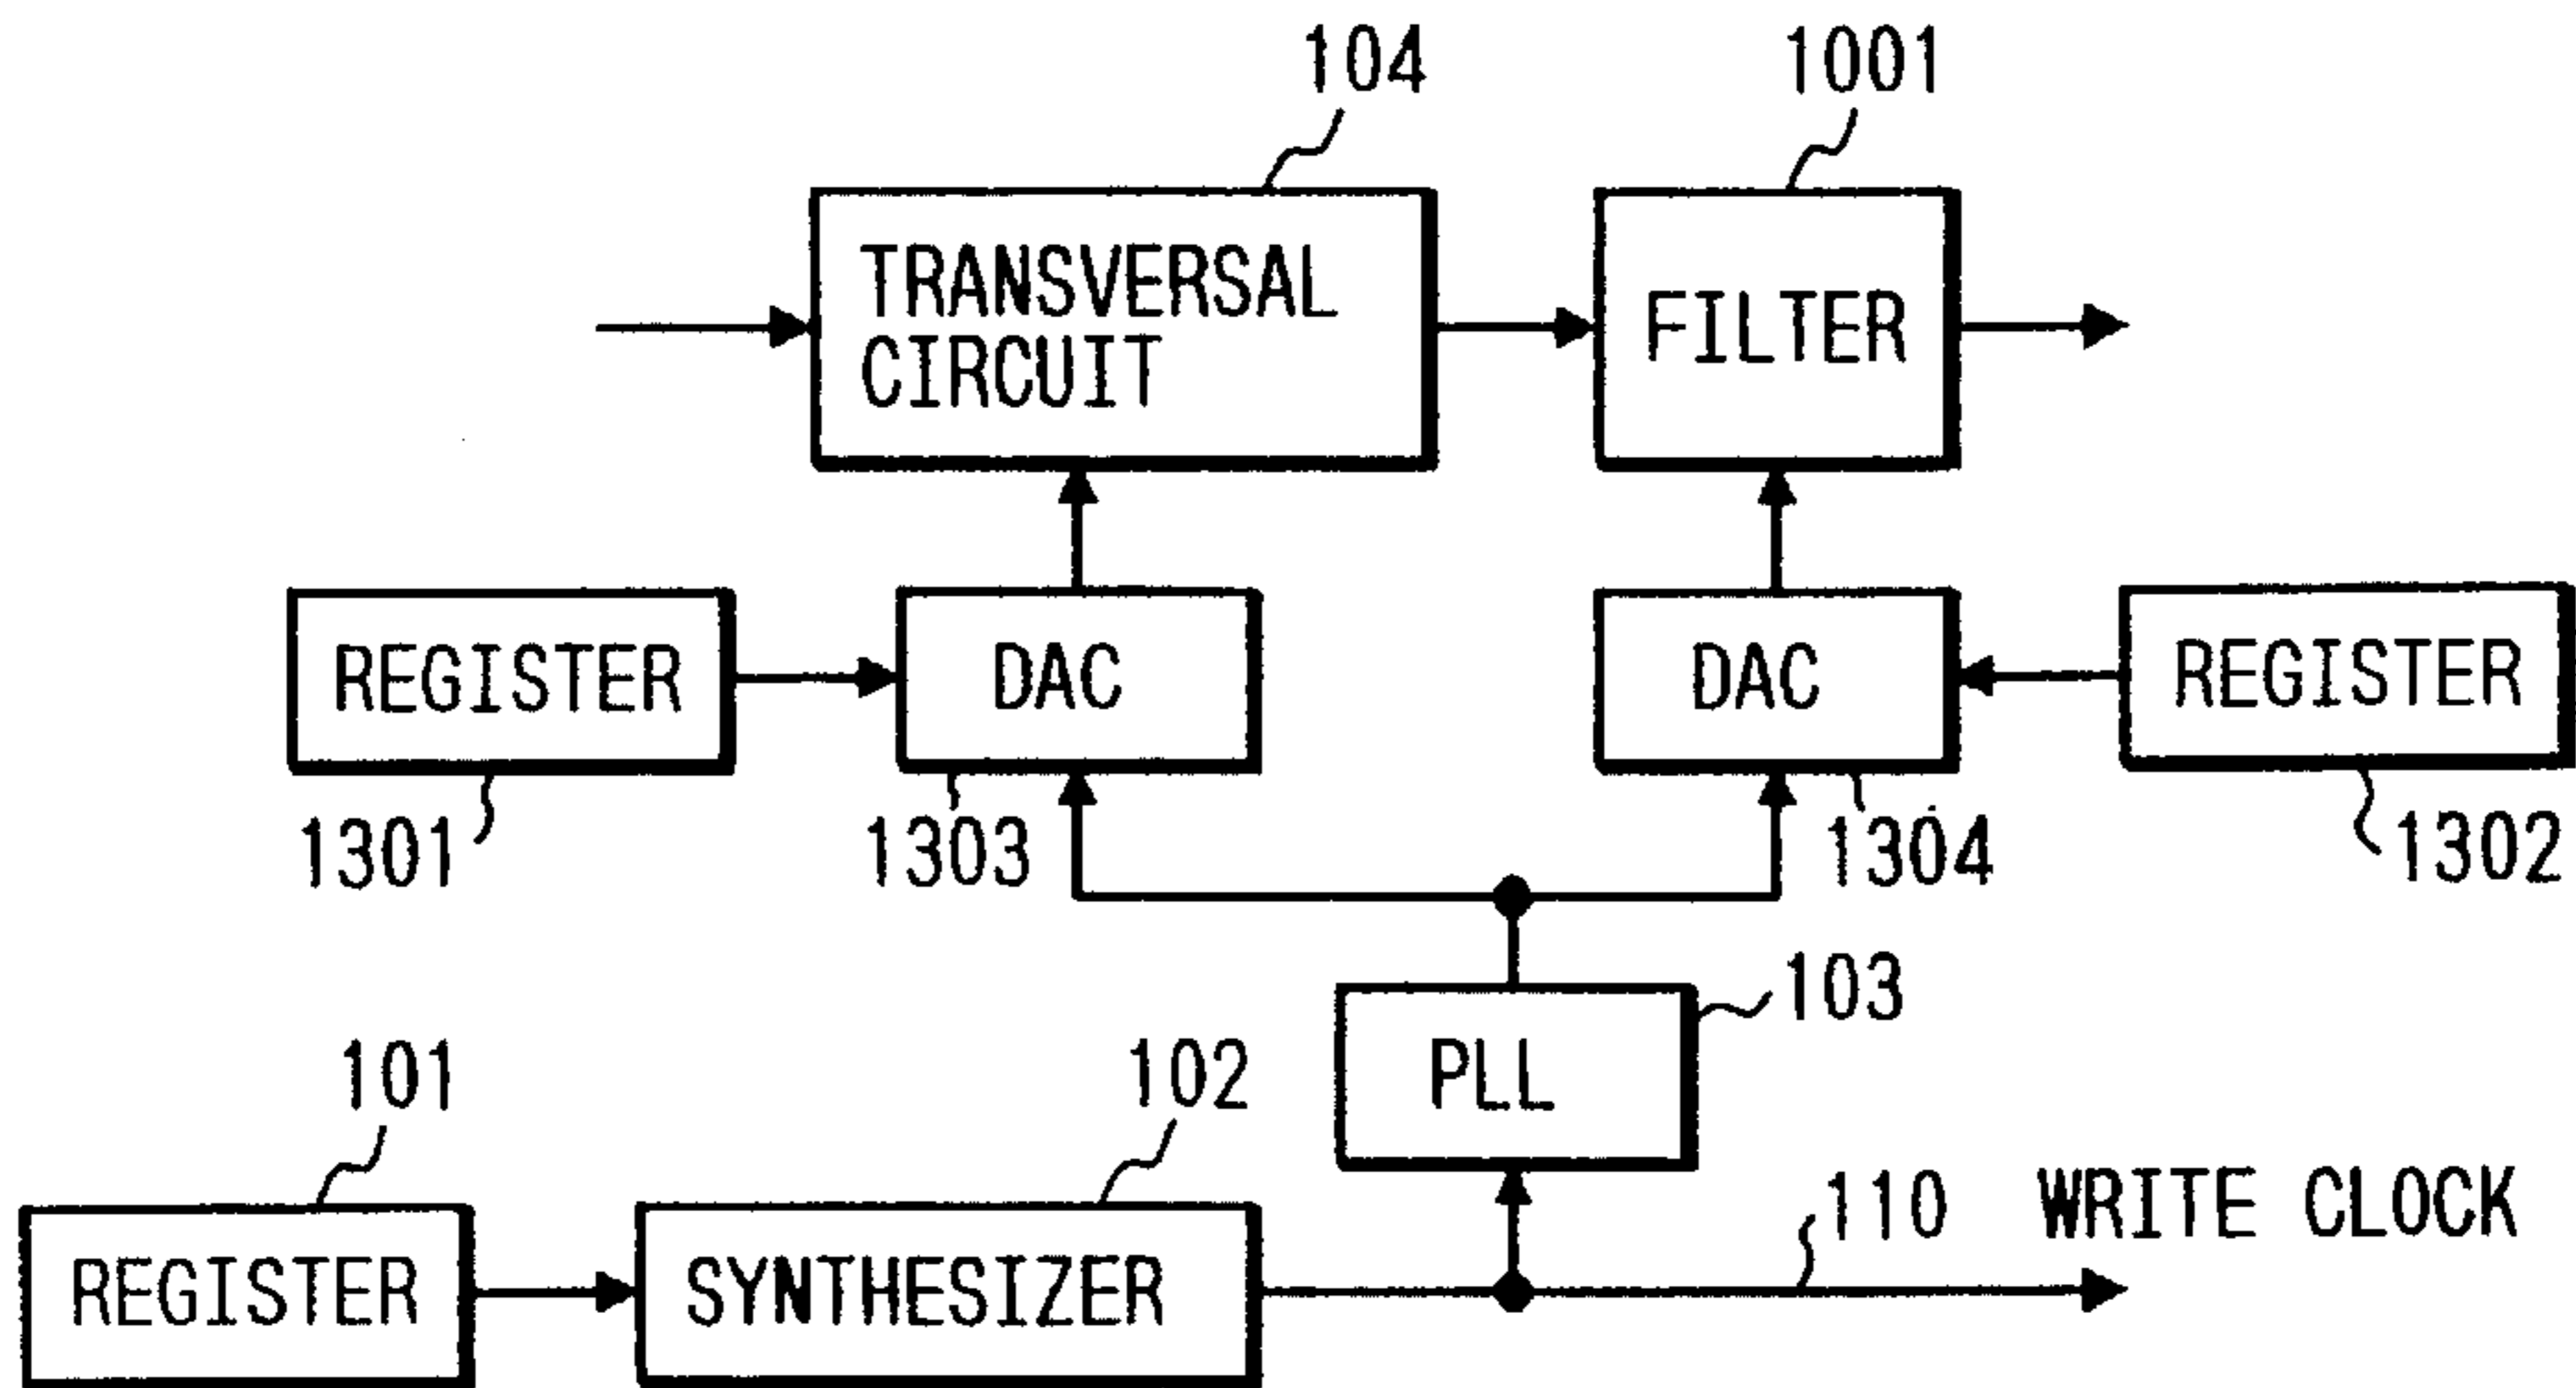 104
1001
TRANSVERSAL
CIRCUIT
FILTER
REGISTER
DAC
DAC
REGISTER
1301
1303
1304
1302
103
PLL
101
102
110
WRITE CLOCK
REGISTER
SYNTHESIZER